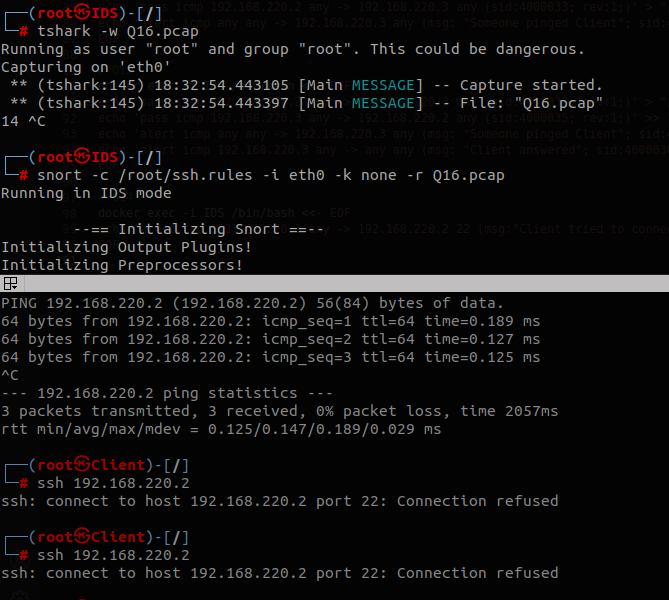 ┌──(root㉿IDS)-[/]
└─# tshark -w Q16.pcap
Running as user "root" and group "root". This could be dangerous.
Capturing on 'eth0'
 ** (tshark:145) 18:32:54.443105 [Main MESSAGE] -- Capture started.
 ** (tshark:145) 18:32:54.443397 [Main MESSAGE] -- File: "Q16.pcap"
14 ^C
┌──(root㉿IDS)-[/]
└─# snort -c /root/ssh.rules -i eth0 -k none -r Q16.pcap
Running in IDS mode
--== Initializing Snort ==--
Initializing Output Plugins!
Initializing Preprocessors!
PING 192.168.220.2 (192.168.220.2) 56(84) bytes of data.
64 bytes from 192.168.220.2: icmp_seq=1 ttl=64 time=0.189 ms
64 bytes from 192.168.220.2: icmp_seq=2 ttl=64 time=0.127 ms
64 bytes from 192.168.220.2: icmp_seq=3 ttl=64 time=0.125 ms
^C
--- 192.168.220.2 ping statistics ---
3 packets transmitted, 3 received, 0% packet loss, time 2057ms
rtt min/avg/max/mdev = 0.125/0.147/0.189/0.029 ms
┌──(root㉿Client)-[/]
└─# ssh 192.168.220.2
ssh: connect to host 192.168.220.2 port 22: Connection refused
┌──(root㉿Client)-[/]
└─# ssh 192.168.220.2
ssh: connect to host 192.168.220.2 port 22: Connection refused